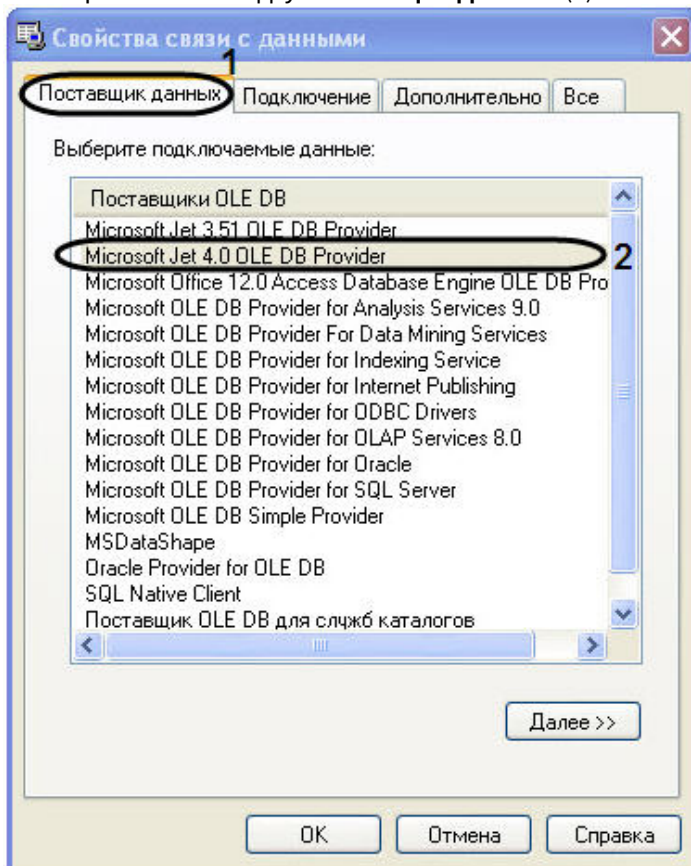 Свойства связи с данными
1
Поставщик данных
Подключение
Дополнительно
Все
Выберите подключаемые данные:
Поставщики OLE DB
Microsoft Jet 3.51 OLE DB Provider
Microsoft Jet 4.0 OLE DB Provider
2
Microsoft Office 12.0 Access Database Engine OLE DB Pro
Microsoft OLE DB Provider for Analysis Services 9.0
Microsoft OLE DB Provider For Data Mining Services
Microsoft OLE DB Provider for Indexing Service
Microsoft OLE DB Provider for Internet Publishing
Microsoft OLE DB Provider for ODBC Drivers
Microsoft OLE DB Provider for OLAP Services 8.0
Microsoft OLE DB Provider for Oracle
Microsoft OLE DB Provider for SQL Server
Microsoft OLE DB Simple Provider
MSDataShape
Oracle Provider for OLE DB
SQL Native Client
Поставщик OLE DB для служб каталогов
Далее >>
OK
Отмена
Справка